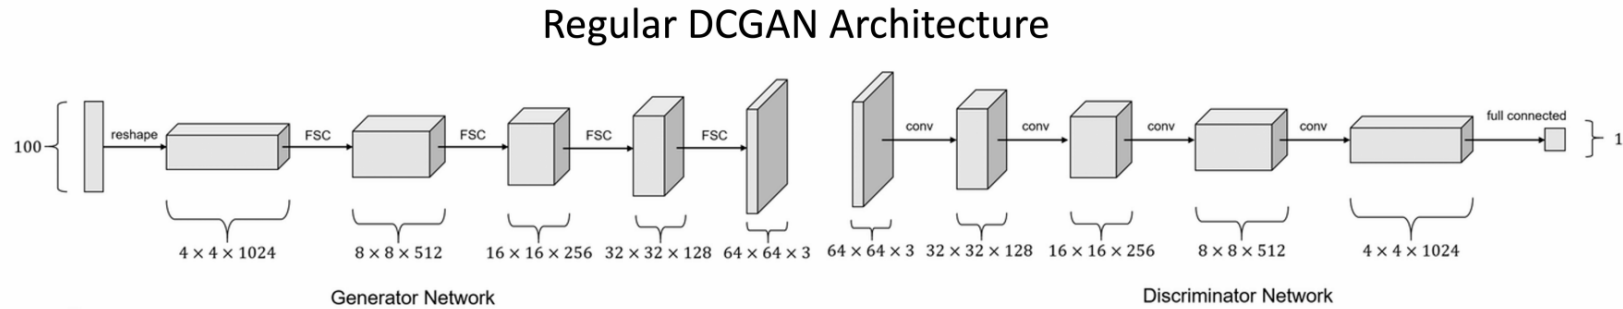 Regular DCGAN Architecture
100
reshape
FSC
FSC
FSC
FSC
conv
conv
conv
conv
full connected
1
4 × 4 × 1024
8 × 8 × 512
16 × 16 × 256
32 × 32 × 128
64 × 64 × 3
64 × 64 × 3
32 × 32 × 128
16 × 16 × 256
8 × 8 × 512
4 × 4 × 1024
Generator Network
Discriminator Network